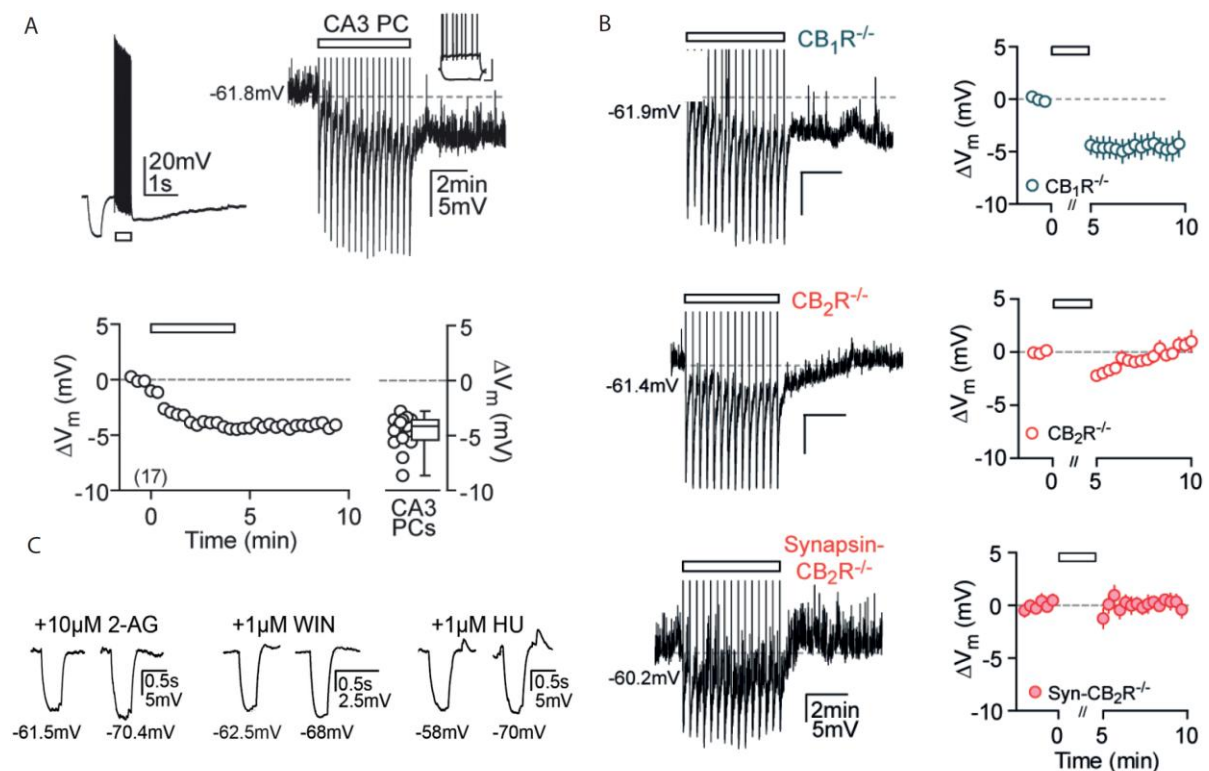 A
20mV
1s
CA3 PC
-61.8mV
2min
5mV
5
0
-5
-10
ΔVm (mV)
(17)
0
5
10
Time (min)
5
0
-5
-10
ΔVm (mV)
CA3
PCs
B
CB1R-/-
-61.9mV
5
0
-5
-10
ΔVm (mV)
CB1R-/-
0
//
5
10
CB2R-/-
-61.4mV
5
0
-5
-10
ΔVm (mV)
CB2R-/-
0
//
5
10
Synapsin-
CB2R-/-
-60.2mV
2min
5mV
5
0
-5
-10
ΔVm (mV)
Syn-CB2R-/-
0
//
5
10
Time (min)
C
+10µM 2-AG
0.5s
5mV
-61.5mV
-70.4mV
+1µM WIN
0.5s
2.5mV
-62.5mV
-68mV
+1µM HU
0.5s
5mV
-58mV
-70mV